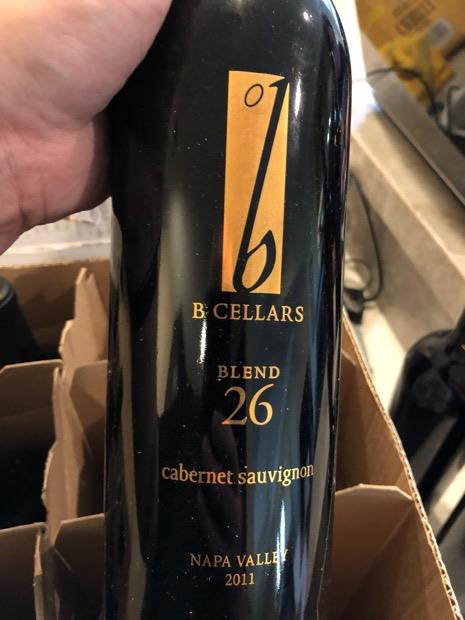 b
B CELLARS
BLEND
26
cabernet sauvignon
NAPA VALLEY
2011